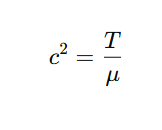 c² = T/μ